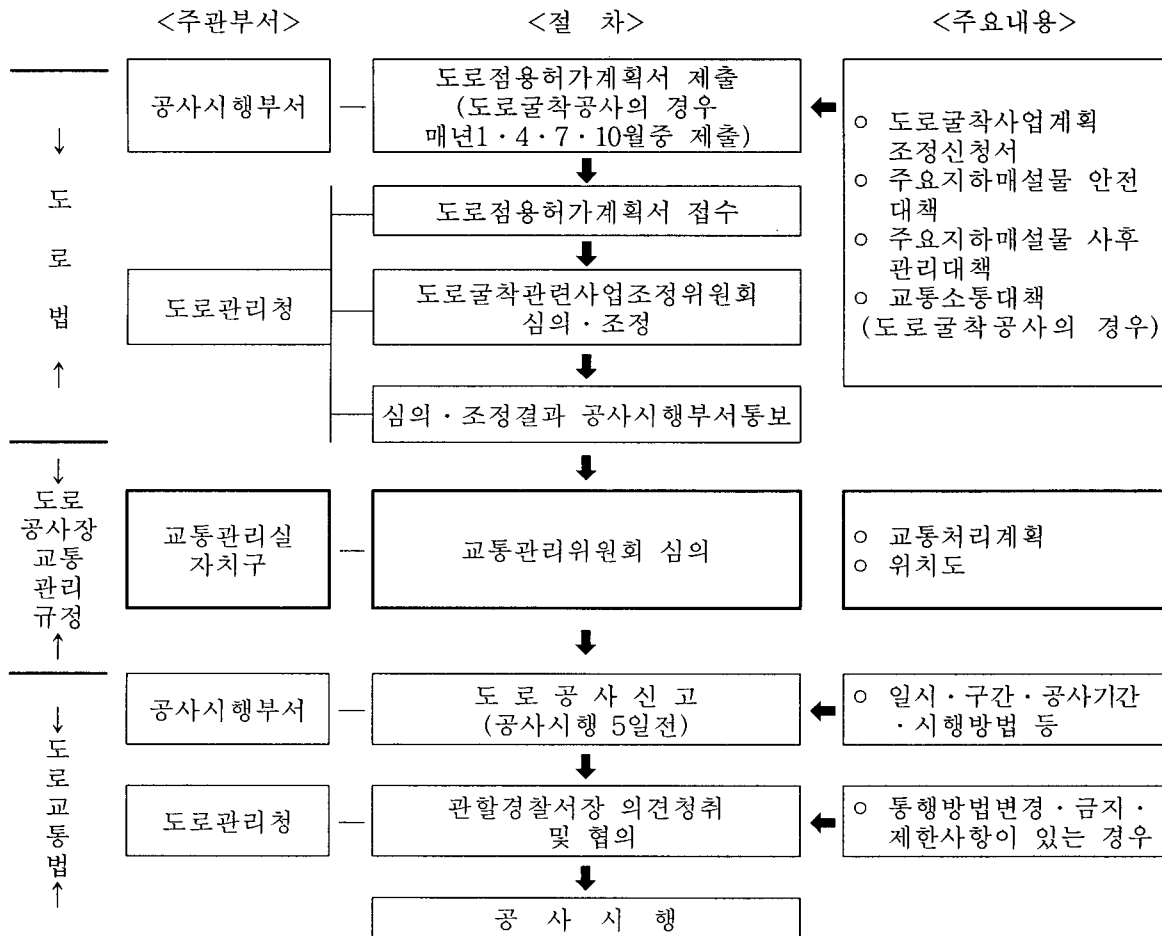 <주관부서>
<절 차>
<주요내용>
↓
도
로
법
↑
공사시행부서
도로점용허가계획서 제출
(도로굴착공사의 경우
매년1·4·7·10월중 제출)
○ 도로굴착사업계획
조정신청서
○ 주요지하매설물 안전
대책
○ 주요지하매설물 사후
관리대책
○ 교통소통대책
(도로굴착공사의 경우)
도로관리청
도로점용허가계획서 접수
도로굴착관련사업조정위원회
심의·조정
심의·조정결과 공사시행부서통보
↓
도로
공사장
교통
관리
규정
↑
교통관리실
자치구
교통관리위원회 심의
○ 교통처리계획
○ 위치도
↓
도
로
교
통
법
↑
공사시행부서
도 로 공 사 신 고
(공사시행 5일전)
○ 일시·구간·공사기간
·시행방법 등
도로관리청
관할경찰서장 의견청취
및 협의
○ 통행방법변경·금지·
제한사항이 있는 경우
공 사 시 행